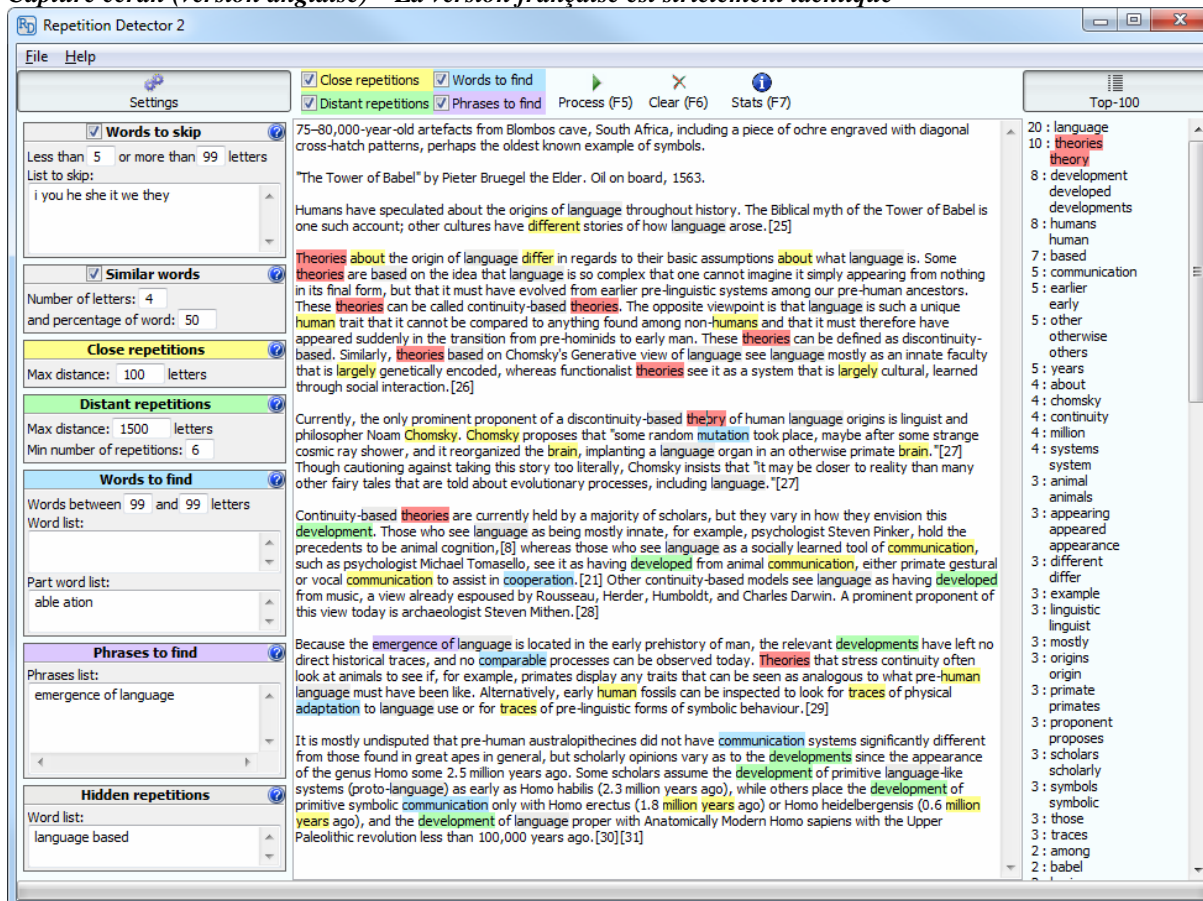 Capture écran (version anglaise) – La version française est strictement identique
Repetition Detector 2
File Help
Settings
Close repetitions Words to find
Distant repetitions Phrases to find
Process (F5) Clear (F6) Stats (F7)
Top-100
Words to skip
Less than 5 or more than 99 letters
List to skip:
i you he she it we they
Similar words
Number of letters: 4
and percentage of word: 50
Close repetitions
Max distance: 100 letters
Distant repetitions
Max distance: 1500 letters
Min number of repetitions: 6
Words to find
Words between 99 and 99 letters
Word list:
Part word list:
able ation
Phrases to find
Phrases list:
emergence of language
Hidden repetitions
Word list:
language based
75–80,000-year-old artefacts from Blombos cave, South Africa, including a piece of ochre engraved with diagonal
cross-hatch patterns, perhaps the oldest known example of symbols.
"The Tower of Babel" by Pieter Bruegel the Elder. Oil on board, 1563.
Humans have speculated about the origins of language throughout history. The Biblical myth of the Tower of Babel is
one such account; other cultures have different stories of how language arose.[25]
Theories about the origin of language differ in regards to their basic assumptions about what language is. Some
theories are based on the idea that language is so complex that one cannot imagine it simply appearing from nothing
in its final form, but that it must have evolved from earlier pre-linguistic systems among our pre-human ancestors.
These theories can be called continuity-based theories. The opposite viewpoint is that language is such a unique
human trait that it cannot be compared to anything found among non-humans and that it must therefore have
appeared suddenly in the transition from pre-hominids to early man. These theories can be defined as discontinuity-
based. Similarly, theories based on Chomsky's Generative view of language see language mostly as an innate faculty
that is largely genetically encoded, whereas functionalist theories see it as a system that is largely cultural, learned
through social interaction.[26]
Currently, the only prominent proponent of a discontinuity-based theory of human language origins is linguist and
philosopher Noam Chomsky. Chomsky proposes that "some random mutation took place, maybe after some strange
cosmic ray shower, and it reorganized the brain, implanting a language organ in an otherwise primate brain."[27]
Though cautioning against taking this story too literally, Chomsky insists that "it may be closer to reality than many
other fairy tales that are told about evolutionary processes, including language."[27]
Continuity-based theories are currently held by a majority of scholars, but they vary in how they envision this
development. Those who see language as being mostly innate, for example, psychologist Steven Pinker, hold the
precedents to be animal cognition,[8] whereas those who see language as a socially learned tool of communication,
such as psychologist Michael Tomasello, see it as having developed from animal communication, either primate gestural
or vocal communication to assist in cooperation.[21] Other continuity-based models see language as having developed
from music, a view already espoused by Rousseau, Herder, Humboldt, and Charles Darwin. A prominent proponent of
this view today is archaeologist Steven Mithen.[28]
Because the emergence of language is located in the early prehistory of man, the relevant developments have left no
direct historical traces, and no comparable processes can be observed today. Theories that stress continuity often
look at animals to see if, for example, primates display any traits that can be seen as analogous to what pre-human
language must have been like. Alternatively, early human fossils can be inspected to look for traces of physical
adaptation to language use or for traces of pre-linguistic forms of symbolic behaviour.[29]
It is mostly undisputed that pre-human australopithecines did not have communication systems significantly different
from those found in great apes in general, but scholarly opinions vary as to the developments since the appearance
of the genus Homo some 2.5 million years ago. Some scholars assume the development of primitive language-like
systems (proto-language) as early as Homo habilis (2.3 million years ago), while others place the development of
primitive symbolic communication only with Homo erectus (1.8 million years ago) or Homo heidelbergensis (0.6 million
years ago), and the development of language proper with Anatomically Modern Homo sapiens with the Upper
Paleolithic revolution less than 100,000 years ago.[30][31]
20 : language
10 : theories
theory
8 : development
developed
developments
8 : humans
human
7 : based
5 : communication
5 : earlier
early
5 : other
otherwise
others
5 : years
4 : about
4 : chomsky
4 : continuity
4 : million
4 : systems
system
3 : animal
animals
3 : appearing
appeared
appearance
3 : different
differ
3 : example
3 : linguistic
linguist
3 : mostly
3 : origins
origin
3 : primate
primates
3 : proponent
proposes
3 : scholars
scholarly
3 : symbols
symbolic
3 : those
3 : traces
2 : among
2 : babel